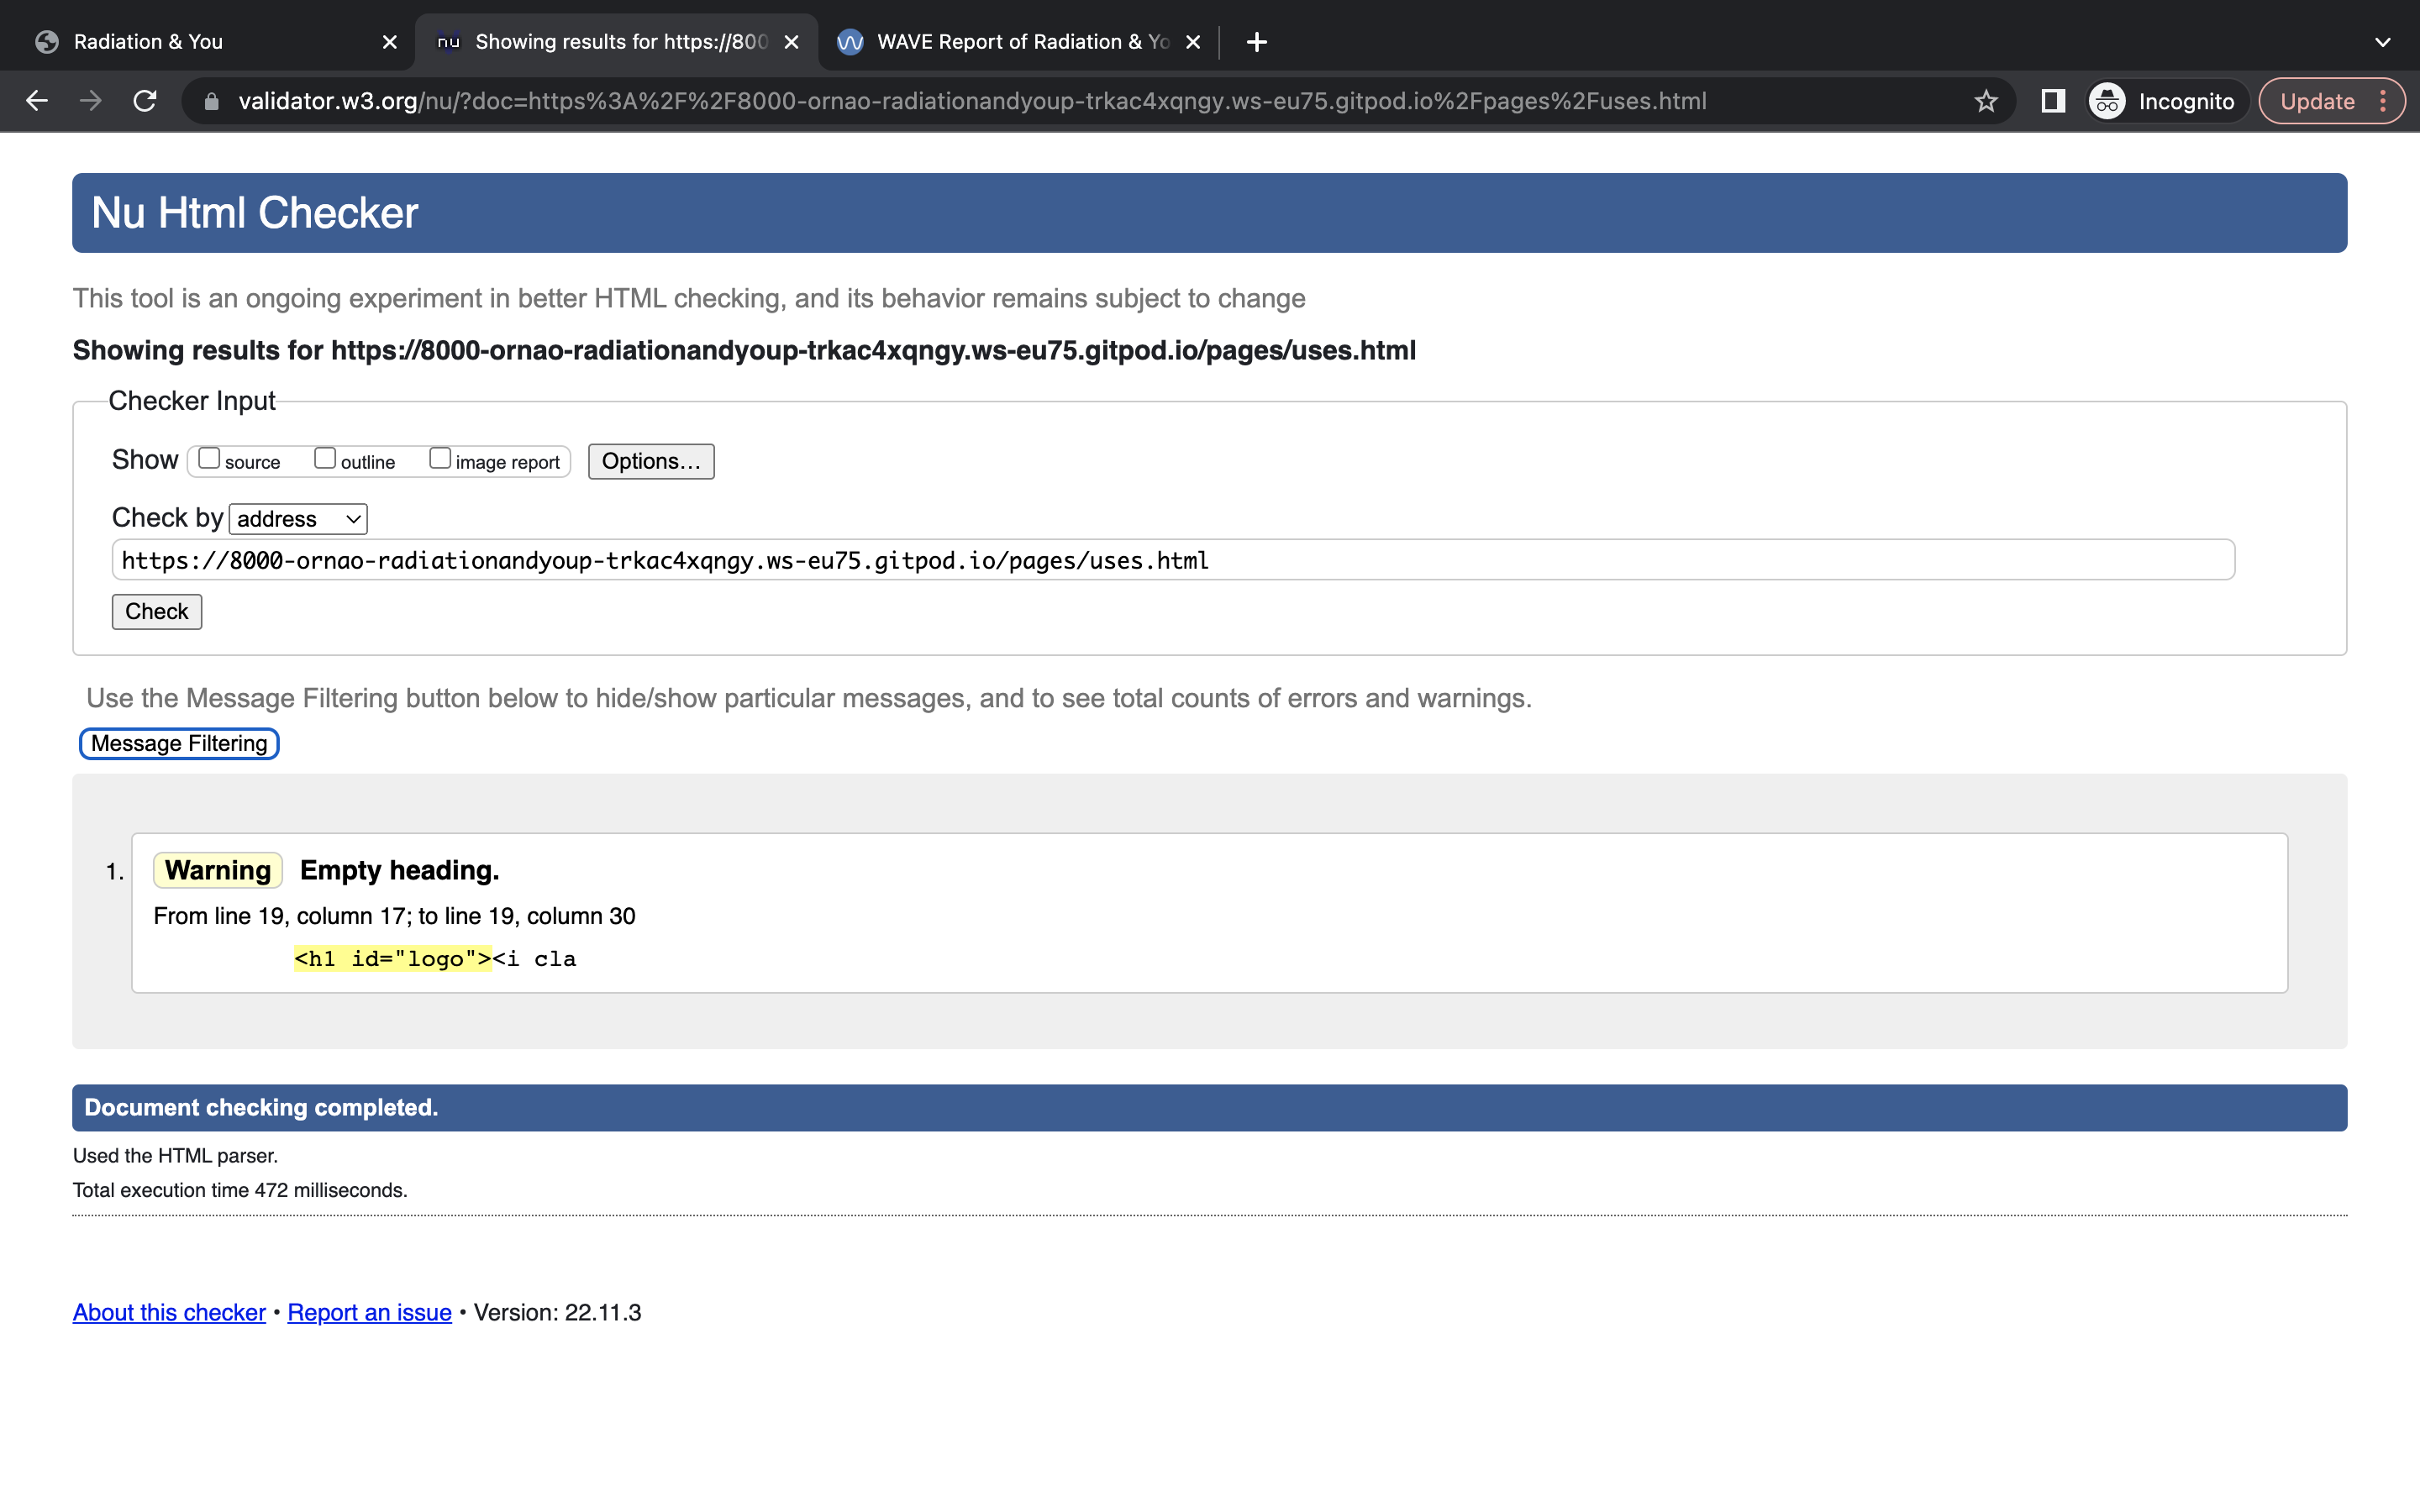 Radiation & You
nu Showing results for https://800
WAVE Report of Radiation & Yo
validator.w3.org/nu/?doc=https%3A%2F%2F8000-ornao-radiationandyoup-trkac4xqngy.ws-eu75.gitpod.io%2Fpages%2Fuses.html
Incognito
Update
Nu Html Checker
This tool is an ongoing experiment in better HTML checking, and its behavior remains subject to change
Showing results for https://8000-ornao-radiationandyoup-trkac4xqngy.ws-eu75.gitpod.io/pages/uses.html
Checker Input
Show source outline image report Options...
Check by address
https://8000-ornao-radiationandyoup-trkac4xqngy.ws-eu75.gitpod.io/pages/uses.html
Check
Use the Message Filtering button below to hide/show particular messages, and to see total counts of errors and warnings.
Message Filtering
1. Warning Empty heading.
From line 19, column 17; to line 19, column 30
<h1 id="logo"><i cla
Document checking completed.
Used the HTML parser.
Total execution time 472 milliseconds.
About this checker • Report an issue • Version: 22.11.3